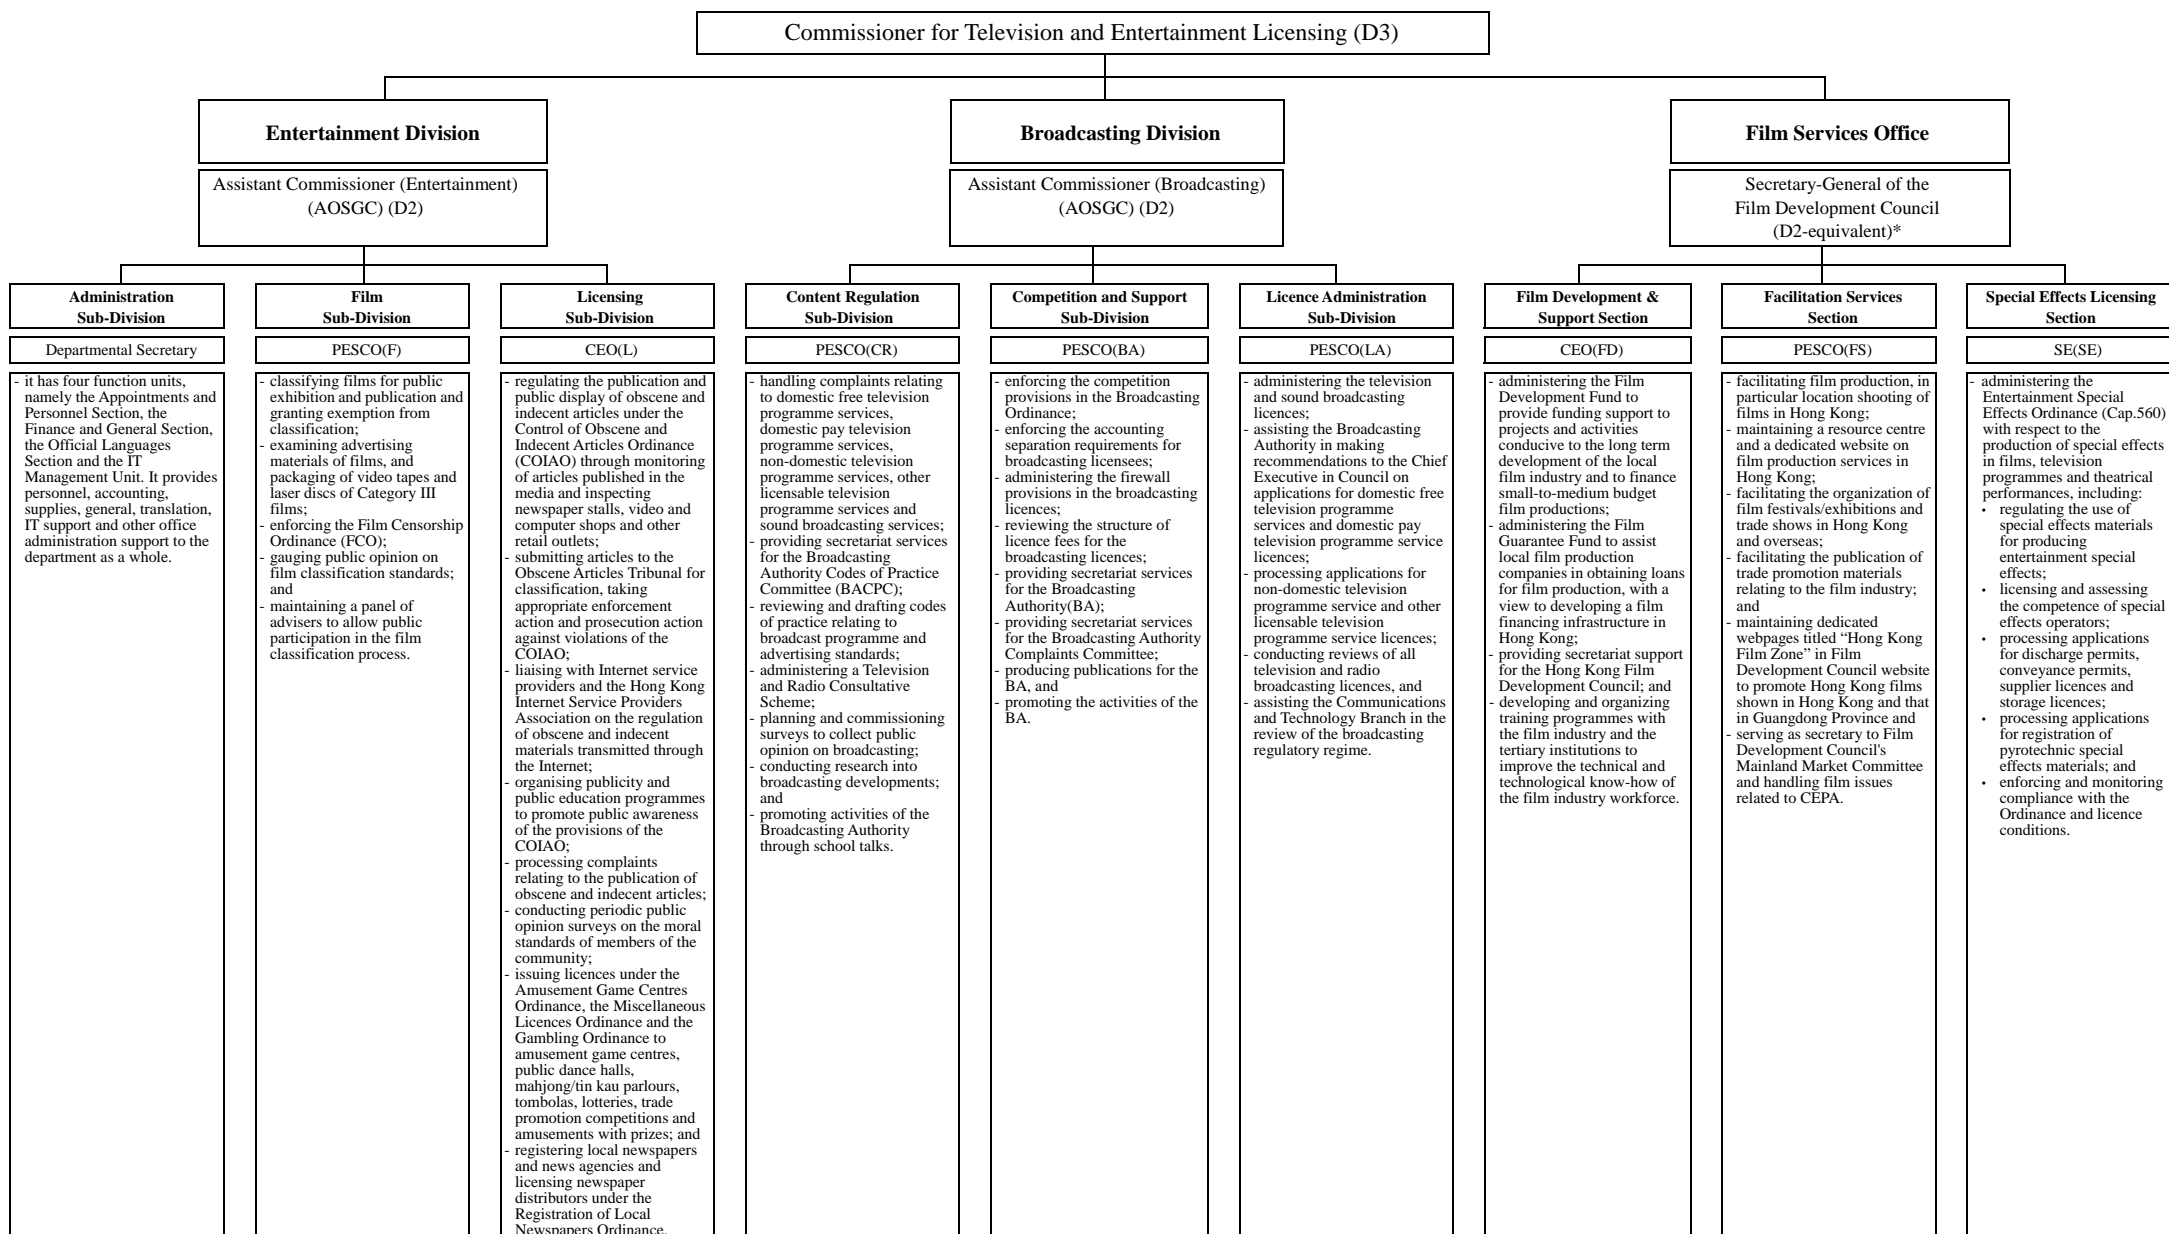 Commissioner for Television and Entertainment Licensing (D3)
Entertainment Division
Assistant Commissioner (Entertainment)
(AOSGC) (D2)
Broadcasting Division
Assistant Commissioner (Broadcasting)
(AOSGC) (D2)
Film Services Office
Secretary-General of the
Film Development Council
(D2-equivalent)*
Administration
Sub-Division
Departmental Secretary
- it has four function units,
namely the Appointments and
Personnel Section, the
Finance and General Section,
the Official Languages
Section and the IT
Management Unit. It provides
personnel, accounting,
supplies, general, translation,
IT support and other office
administration support to the
department as a whole.
Film
Sub-Division
PESCO(F)
- classifying films for public
exhibition and publication and
granting exemption from
classification;
- examining advertising
materials of films, and
packaging of video tapes and
laser discs of Category III
films;
- enforcing the Film Censorship
Ordinance (FCO);
- gauging public opinion on
film classification standards;
and
- maintaining a panel of
advisers to allow public
participation in the film
classification process.
Licensing
Sub-Division
CEO(L)
- regulating the publication and
public display of obscene and
indecent articles under the
Control of Obscene and
Indecent Articles Ordinance
(COIAO) through monitoring
of articles published in the
media and inspecting
newspaper stalls, video and
computer shops and other
retail outlets;
- submitting articles to the
Obscene Articles Tribunal for
classification, taking
appropriate enforcement
action and prosecution action
against violations of the
COIAO;
- liaising with Internet service
providers and the Hong Kong
Internet Service Providers
Association on the regulation
of obscene and indecent
materials transmitted through
the Internet;
- organising publicity and
public education programmes
to promote public awareness
of the provisions of the
COIAO;
- processing complaints
relating to the publication of
obscene and indecent articles;
- conducting periodic public
opinion surveys on the moral
standards of members of the
community;
- issuing licences under the
Amusement Game Centres
Ordinance, the Miscellaneous
Licences Ordinance and the
Gambling Ordinance to
amusement game centres,
public dance halls,
mahjong/tin kau parlours,
tombolas, lotteries, trade
promotion competitions and
amusements with prizes; and
- registering local newspapers
and news agencies and
licensing newspaper
distributors under the
Registration of Local
Newspapers Ordinance.
Content Regulation
Sub-Division
PESCO(CR)
- handling complaints relating
to domestic free television
programme services,
domestic pay television
programme services,
non-domestic television
programme services, other
licensable television
programme services and
sound broadcasting services;
- providing secretariat services
for the Broadcasting
Authority Codes of Practice
Committee (BACPC);
- reviewing and drafting codes
of practice relating to
broadcast programme and
advertising standards;
- administering a Television
and Radio Consultative
Scheme;
- planning and commissioning
surveys to collect public
opinion on broadcasting;
- conducting research into
broadcasting developments;
and
- promoting activities of the
Broadcasting Authority
through school talks.
Competition and Support
Sub-Division
PESCO(BA)
- enforcing the competition
provisions in the Broadcasting
Ordinance;
- enforcing the accounting
separation requirements for
broadcasting licensees;
- administering the firewall
provisions in the broadcasting
licences;
- reviewing the structure of
licence fees for the
broadcasting licences;
- providing secretariat services
for the Broadcasting
Authority(BA);
- providing secretariat services
for the Broadcasting Authority
Complaints Committee;
- producing publications for the
BA, and
- promoting the activities of the
BA.
Licence Administration
Sub-Division
PESCO(LA)
- administering the television
and sound broadcasting
licences;
- assisting the Broadcasting
Authority in making
recommendations to the Chief
Executive in Council on
applications for domestic free
television programme
services and domestic pay
television programme service
licences;
- processing applications for
non-domestic television
programme service and other
licensable television
programme service licences;
- conducting reviews of all
television and radio
broadcasting licences, and
- assisting the Communications
and Technology Branch in the
review of the broadcasting
regulatory regime.
Film Development &
Support Section
CEO(FD)
- administering the Film
Development Fund to
provide funding support to
projects and activities
conducive to the long term
development of the local
film industry and to finance
small-to-medium budget
film productions;
- administering the Film
Guarantee Fund to assist
local film production
companies in obtaining loans
for film production, with a
view to developing a film
financing infrastructure in
Hong Kong;
- providing secretariat support
for the Hong Kong Film
Development Council; and
- developing and organizing
training programmes with
the film industry and the
tertiary institutions to
improve the technical and
technological know-how of
the film industry workforce.
Facilitation Services
Section
PESCO(FS)
- facilitating film production, in
particular location shooting of
films in Hong Kong;
- maintaining a resource centre
and a dedicated website on
film production services in
Hong Kong;
- facilitating the organization of
film festivals/exhibitions and
trade shows in Hong Kong
and overseas;
- facilitating the publication of
trade promotion materials
relating to the film industry;
and
- maintaining dedicated
webpages titled “Hong Kong
Film Zone” in Film
Development Council website
to promote Hong Kong films
shown in Hong Kong and that
in Guangdong Province and
- serving as secretary to Film
Development Council's
Mainland Market Committee
and handling film issues
related to CEPA.
Special Effects Licensing
Section
SE(SE)
- administering the
Entertainment Special
Effects Ordinance (Cap.560)
with respect to the
production of special effects
in films, television
programmes and theatrical
performances, including:
• regulating the use of
special effects materials
for producing
entertainment special
effects;
• licensing and assessing
the competence of special
effects operators;
• processing applications
for discharge permits,
conveyance permits,
supplier licences and
storage licences;
• processing applications
for registration of
pyrotechnic special
effects materials; and
• enforcing and monitoring
compliance with the
Ordinance and licence
conditions.